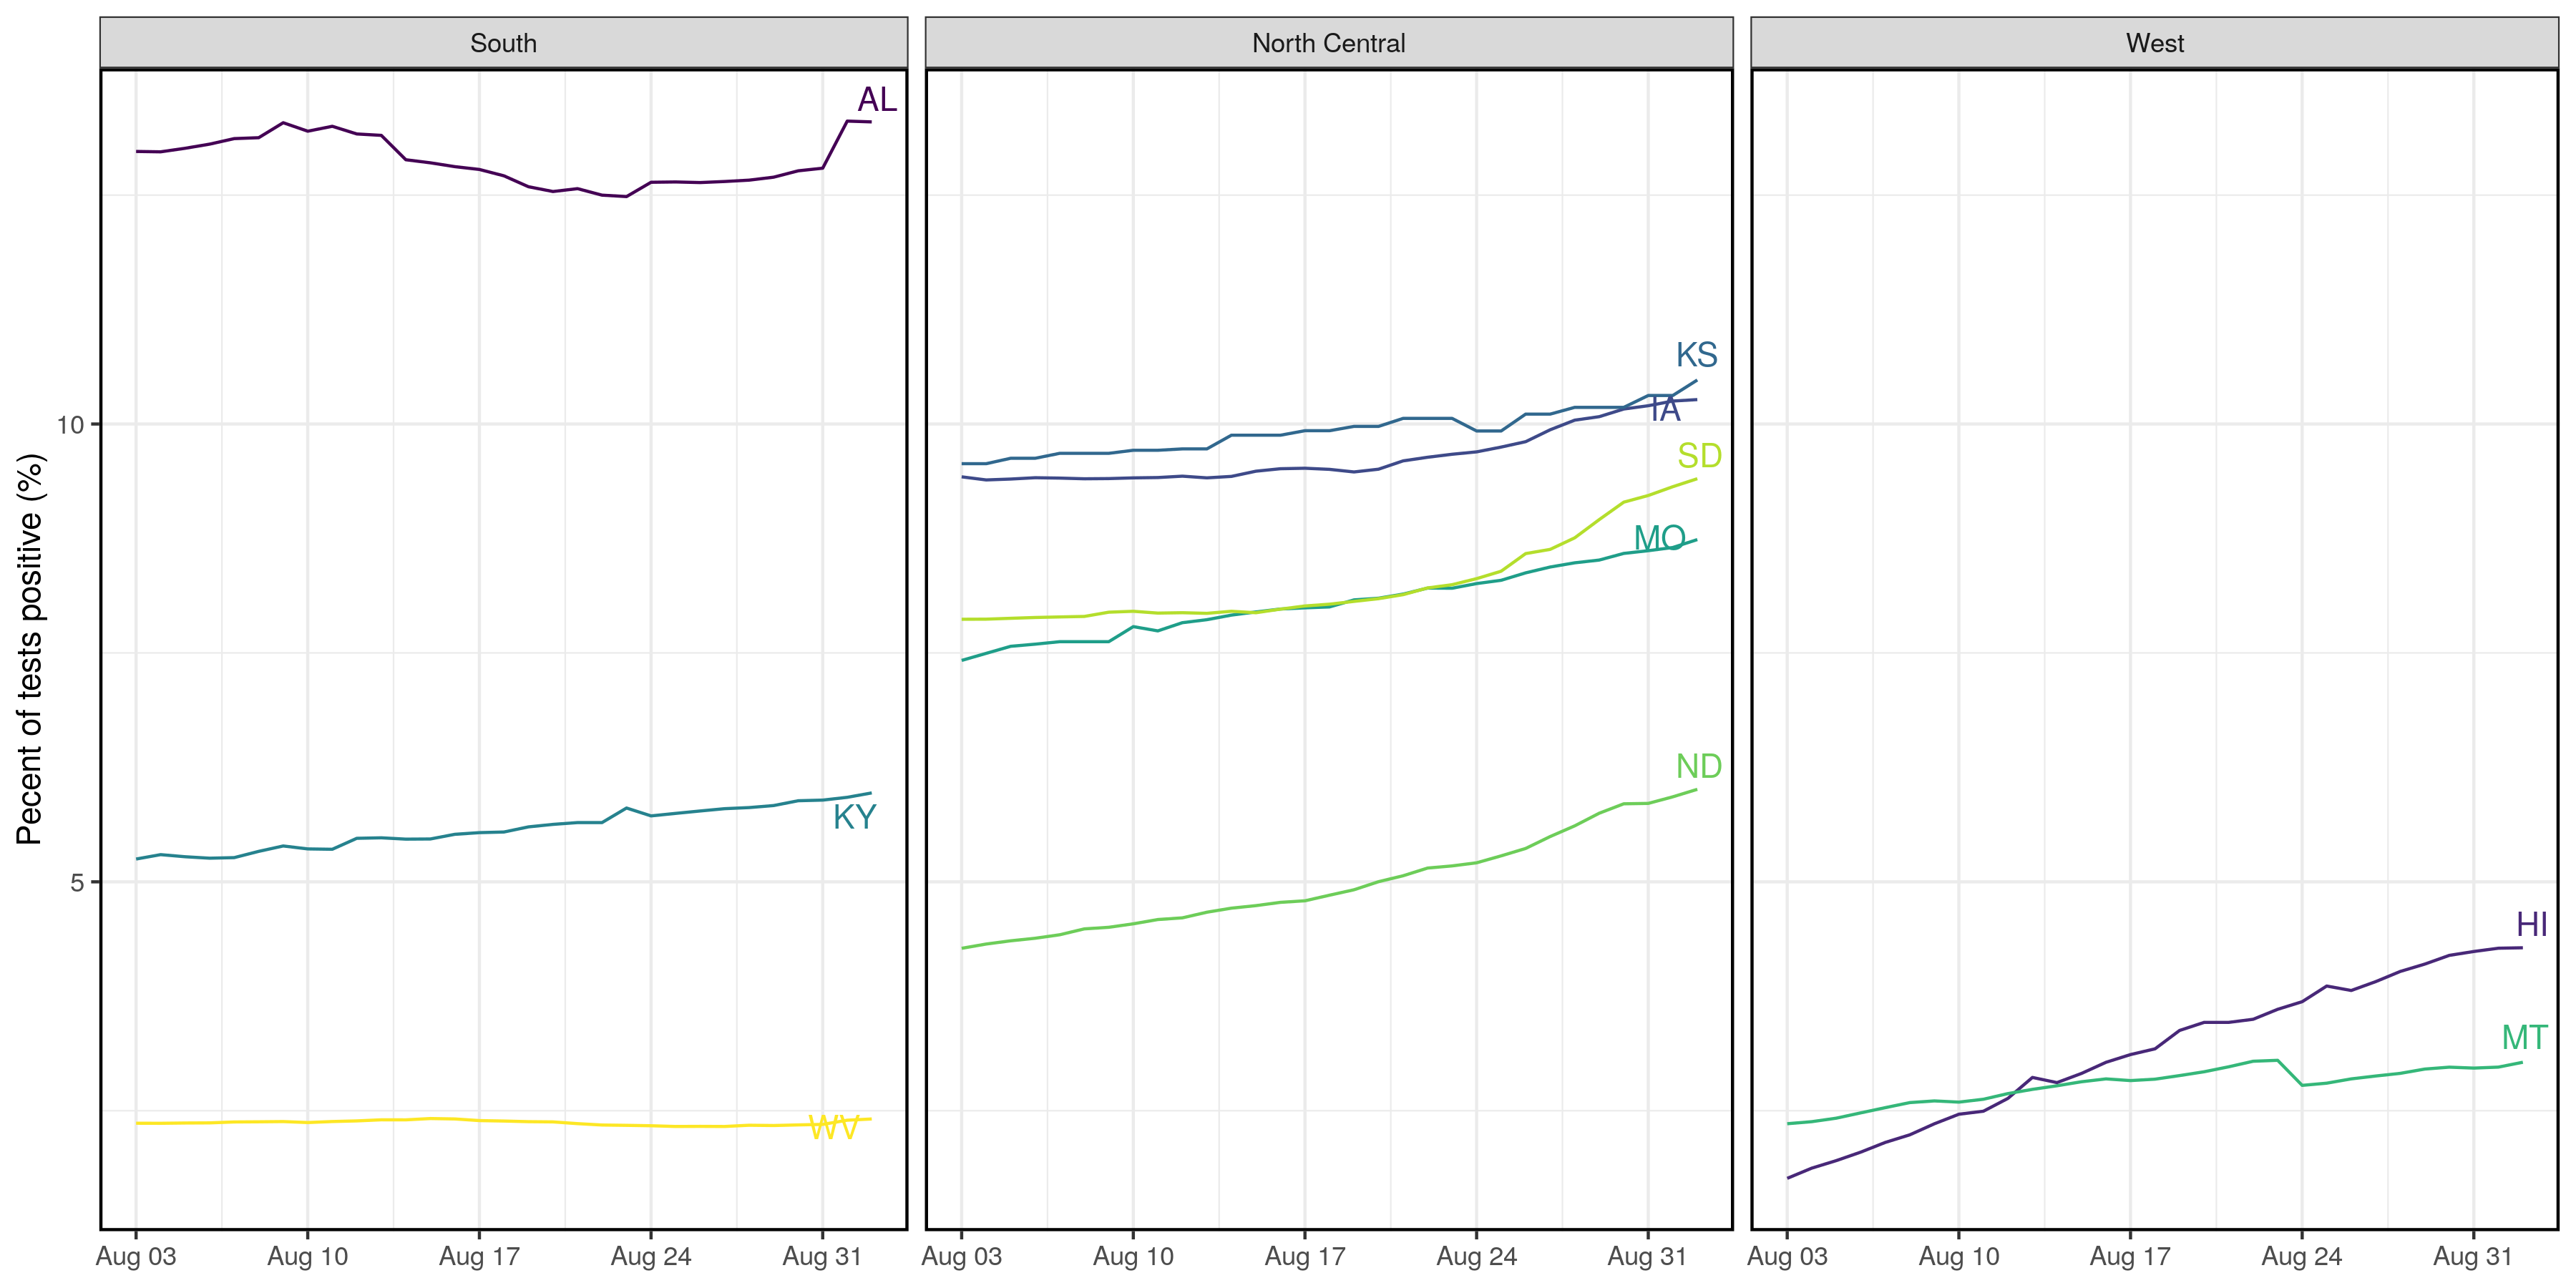 South
North Central
West
Pecent of tests positive (%)
10
5
AL
KY
WV
KS
IA
SD
MO
ND
HI
MT
Aug 03 Aug 10 Aug 17 Aug 24 Aug 31
Aug 03 Aug 10 Aug 17 Aug 24 Aug 31
Aug 03 Aug 10 Aug 17 Aug 24 Aug 31